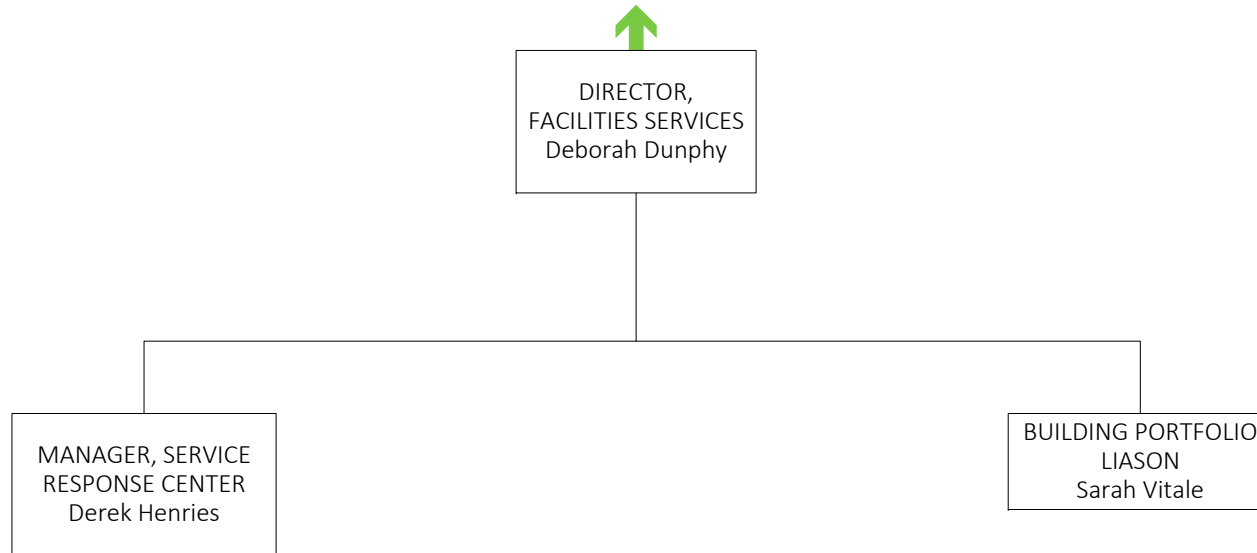 DIRECTOR,
FACILITIES SERVICES
Deborah Dunphy
MANAGER, SERVICE
RESPONSE CENTER
Derek Henries
BUILDING PORTFOLIO
LIASON
Sarah Vitale